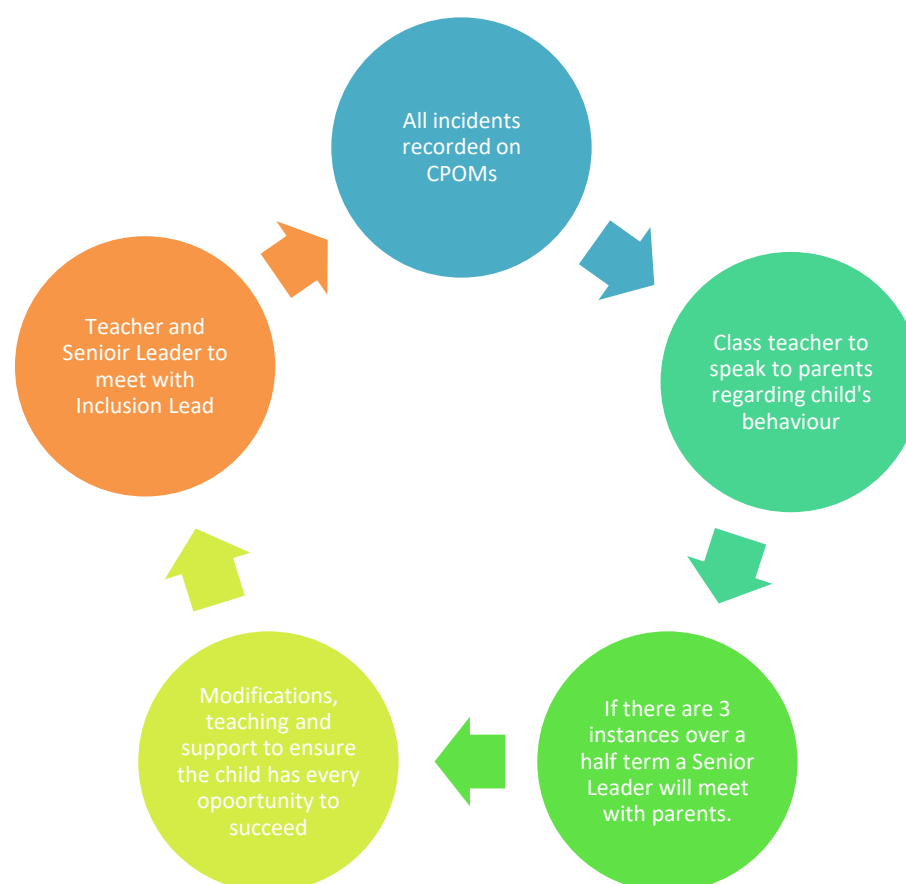 All incidents
recorded on
CPOMs
Class teacher to
speak to parents
regarding child's
behaviour
If there are 3
instances over a
half term a Senior
Leader will meet
with parents.
Modifications,
teaching and
support to ensure
the child has every
opoortunity to
succeed
Teacher and
Senioir Leader to
meet with
Inclusion Lead